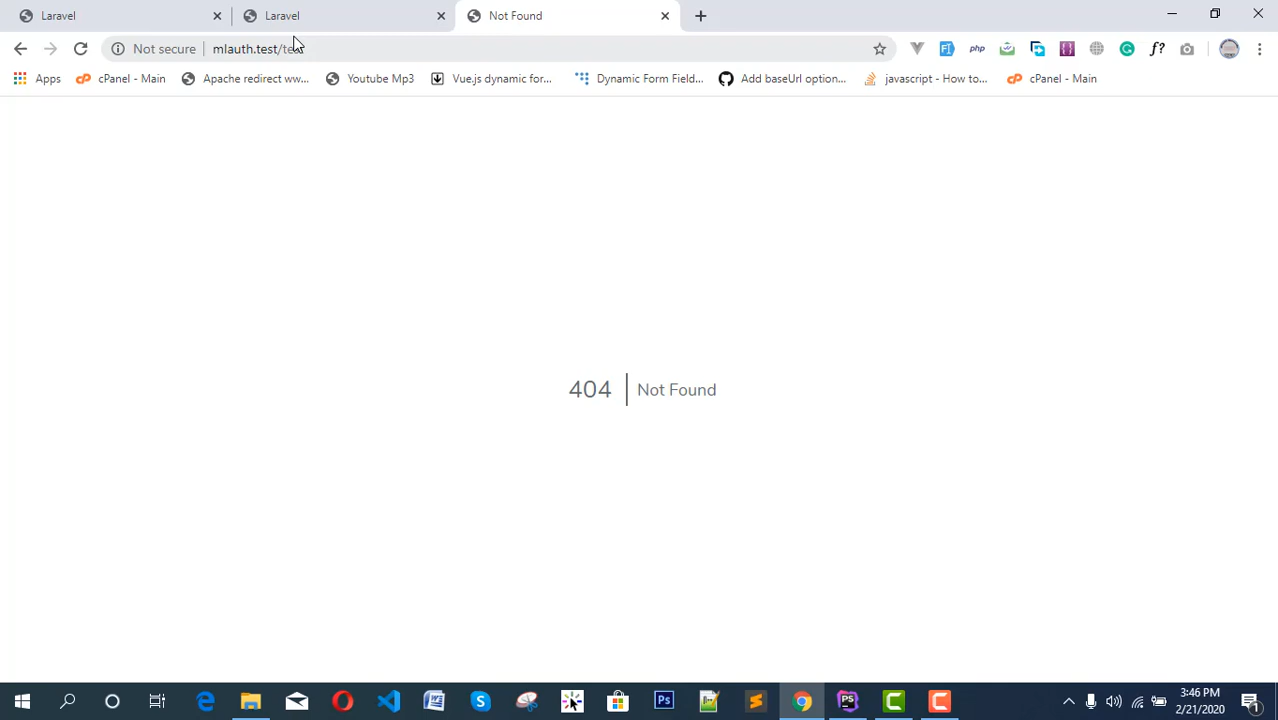 Laravel
Laravel
Not Found
Not secure
mlauth.test/te
php
f?
Apps
cPanel - Main
Apache redirect ww...
Youtube Mp3
Vue.js dynamic for...
Dynamic Form Field...
Add baseUrl option...
javascript - How to...
cPanel - Main
404
Not Found
3:46 PM
2/21/2020